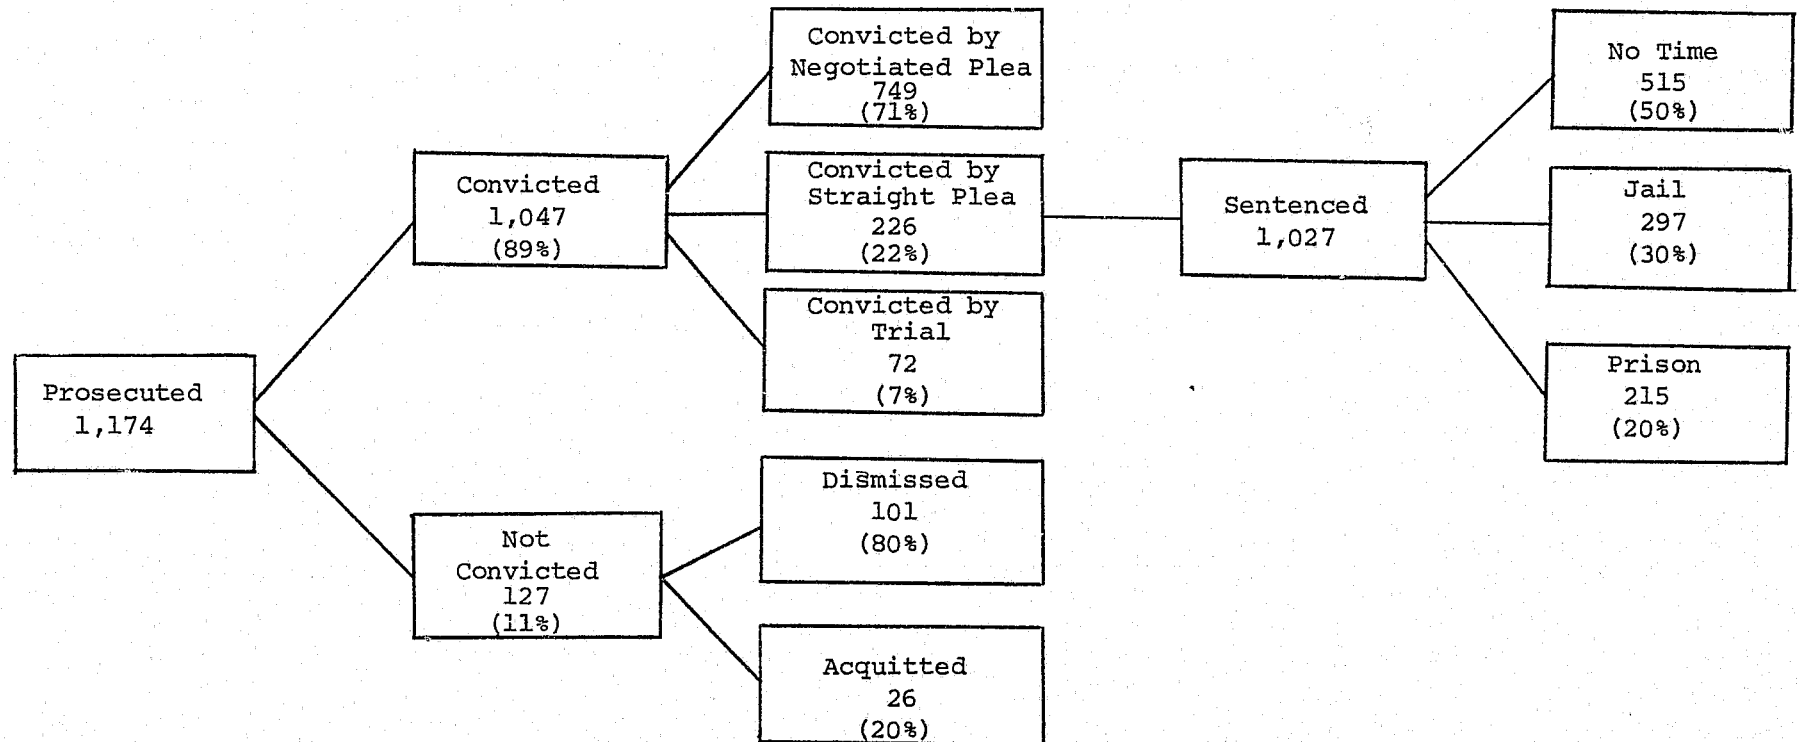 Prosecuted
1,174
Convicted
1,047
(89%)
Not
Convicted
127
(11%)
Convicted by
Negotiated Plea
749
(71%)
Convicted by
Straight Plea
226
(22%)
Convicted by
Trial
72
(7%)
Dismissed
101
(80%)
Acquitted
26
(20%)
Sentenced
1,027
No Time
515
(50%)
Jail
297
(30%)
Prison
215
(20%)